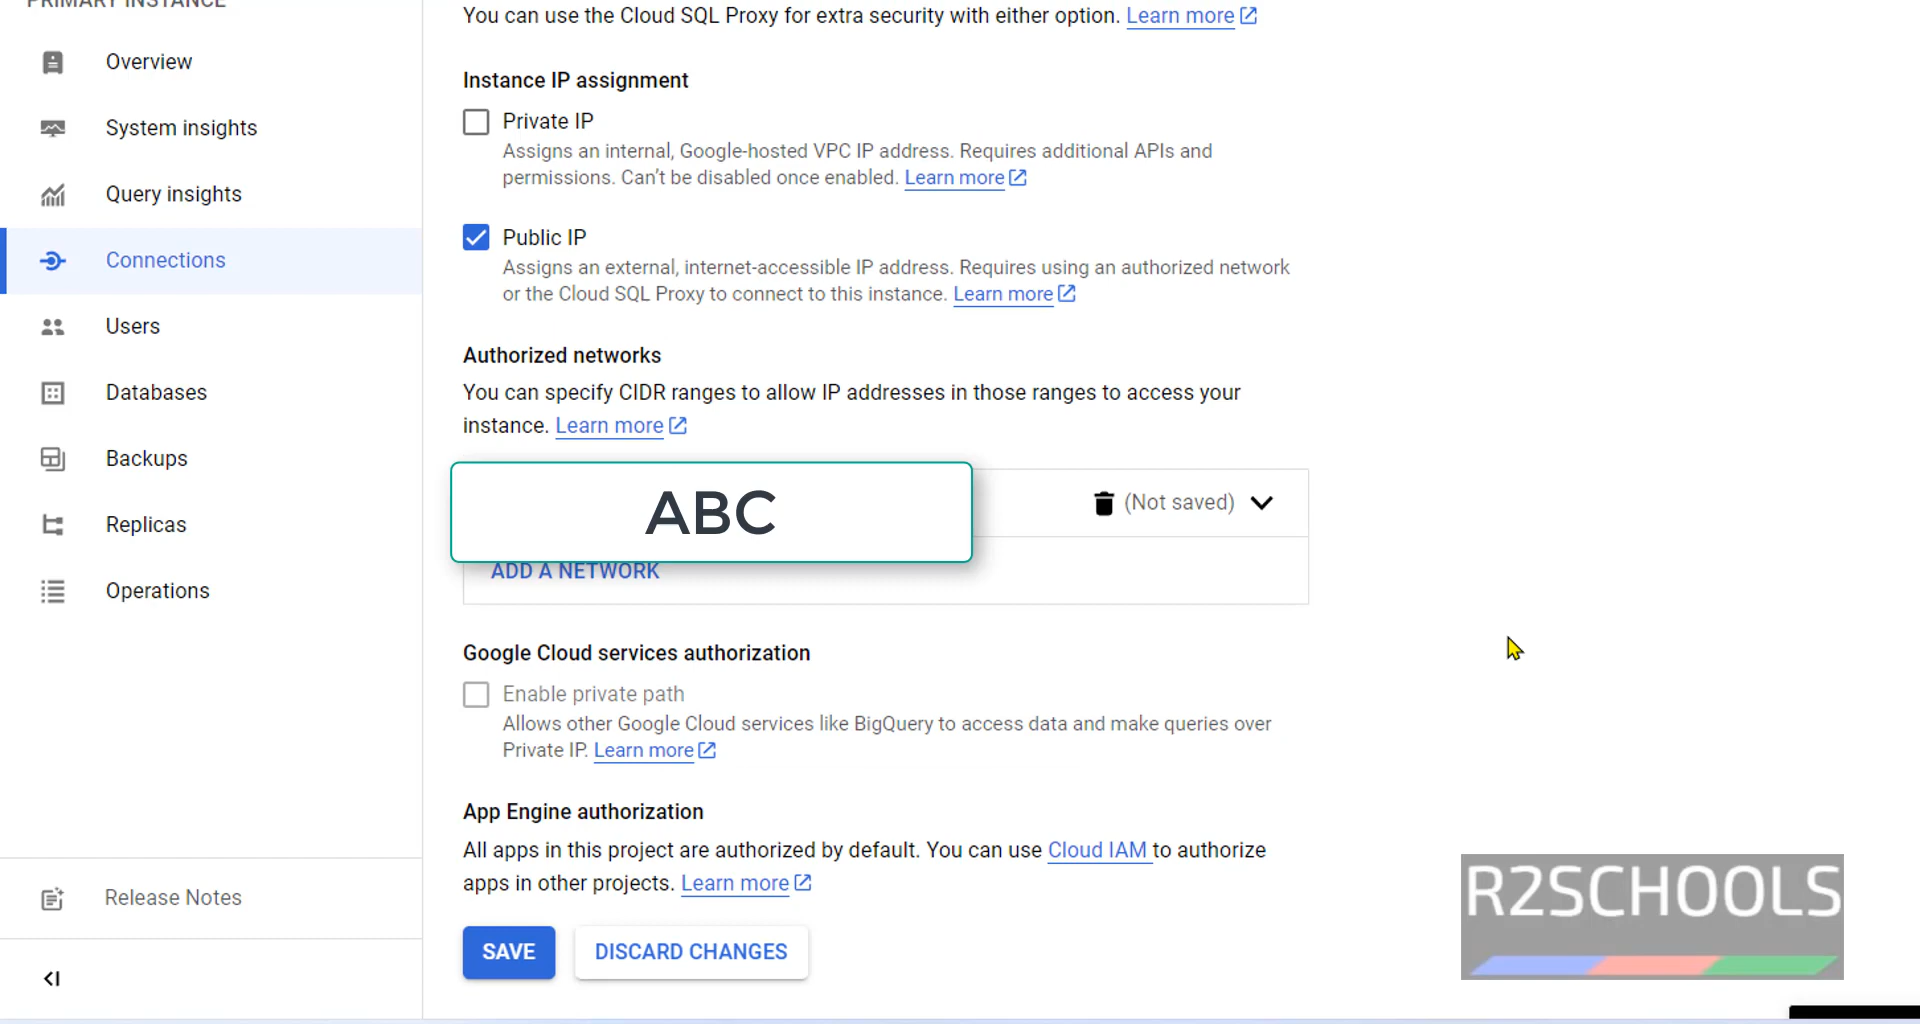 PRIMARY INSTANCE
Overview
System insights
Query insights
Connections
Users
Databases
Backups
Replicas
Operations
Release Notes
You can use the Cloud SQL Proxy for extra security with either option. Learn more
Instance IP assignment
Private IP
Assigns an internal, Google-hosted VPC IP address. Requires additional APIs and
permissions. Can’t be disabled once enabled. Learn more
Public IP
Assigns an external, internet-accessible IP address. Requires using an authorized network
or the Cloud SQL Proxy to connect to this instance. Learn more
Authorized networks
You can specify CIDR ranges to allow IP addresses in those ranges to access your
instance. Learn more
ABC
(Not saved)
ADD A NETWORK
Google Cloud services authorization
Enable private path
Allows other Google Cloud services like BigQuery to access data and make queries over
Private IP. Learn more
App Engine authorization
All apps in this project are authorized by default. You can use Cloud IAM to authorize
apps in other projects. Learn more
SAVE
DISCARD CHANGES
R2SCHOOLS